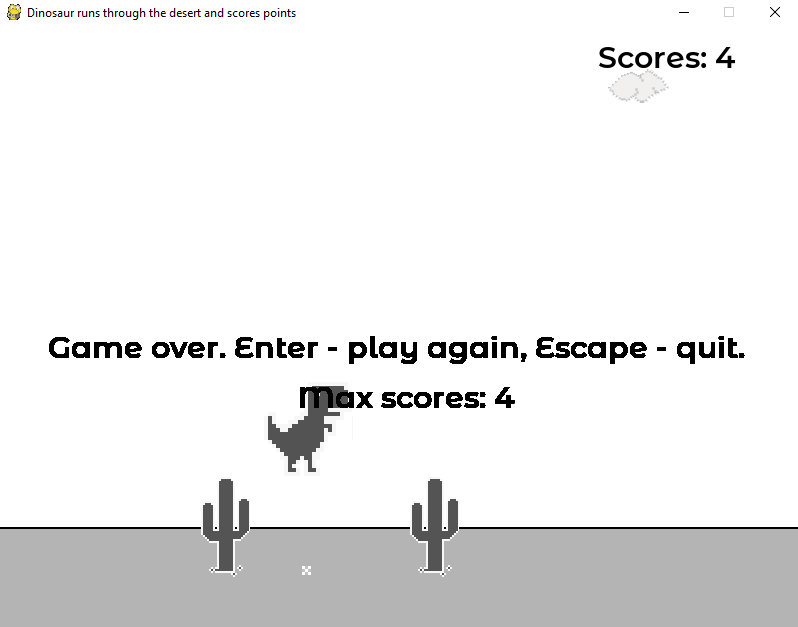 Dinosaur runs through the desert and scores points
Scores: 4
Game over. Enter - play again, Escape - quit.
Max scores: 4